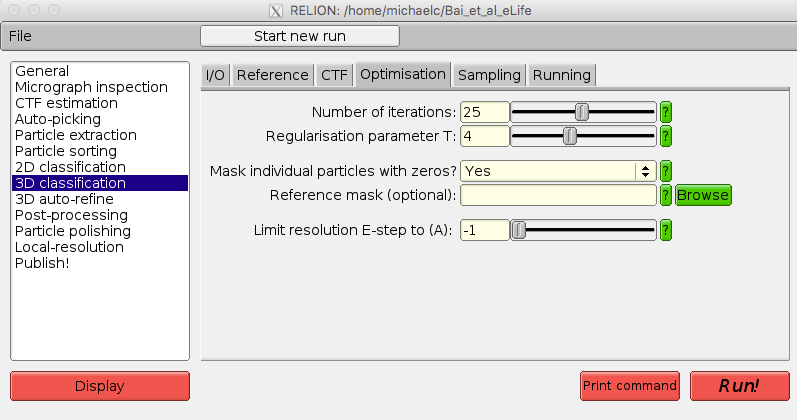 RELION: /home/michaelc/Bai_et_al_eLife
File
Start new run
General
Micrograph inspection
CTF estimation
Auto-picking
Particle extraction
Particle sorting
2D classification
3D classification
3D auto-refine
Post-processing
Particle polishing
Local-resolution
Publish!
I/O Reference CTF Optimisation Sampling Running
Number of iterations: 25 ?
Regularisation parameter T: 4 ?
Mask individual particles with zeros? Yes ?
Reference mask (optional): ? Browse
Limit resolution E-step to (A): -1 ?
Display
Print command
Run!